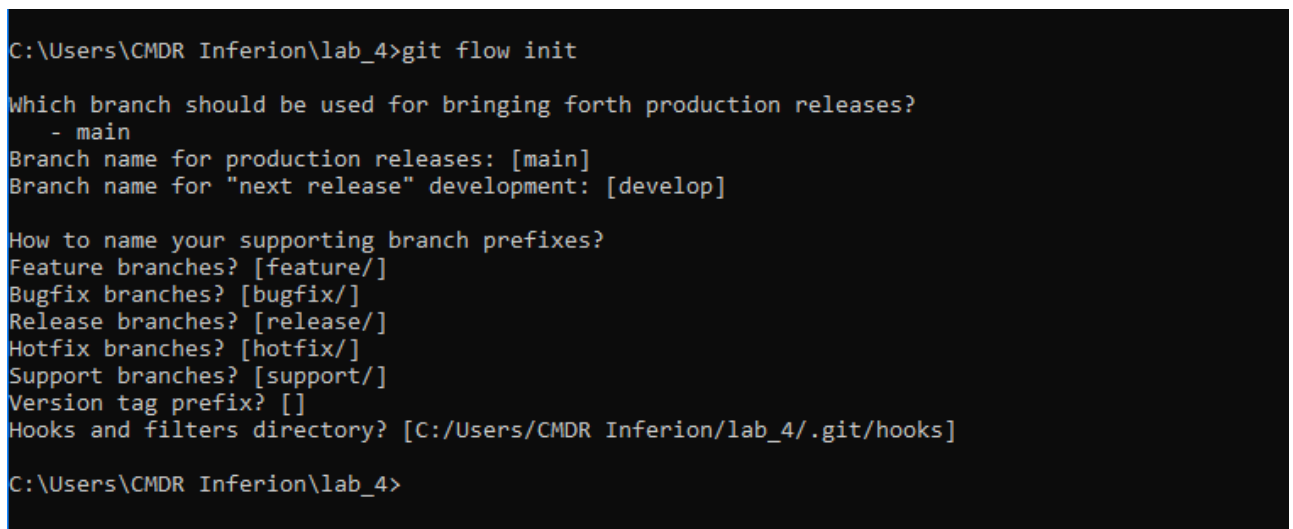 C:\Users\CMDR Inferion\lab_4>git flow init
Which branch should be used for bringing forth production releases?
- main
Branch name for production releases: [main]
Branch name for "next release" development: [develop]
How to name your supporting branch prefixes?
Feature branches? [feature/]
Bugfix branches? [bugfix/]
Release branches? [release/]
Hotfix branches? [hotfix/]
Support branches? [support/]
Version tag prefix? []
Hooks and filters directory? [C:/Users/CMDR Inferion/lab_4/.git/hooks]
C:\Users\CMDR Inferion\lab_4>